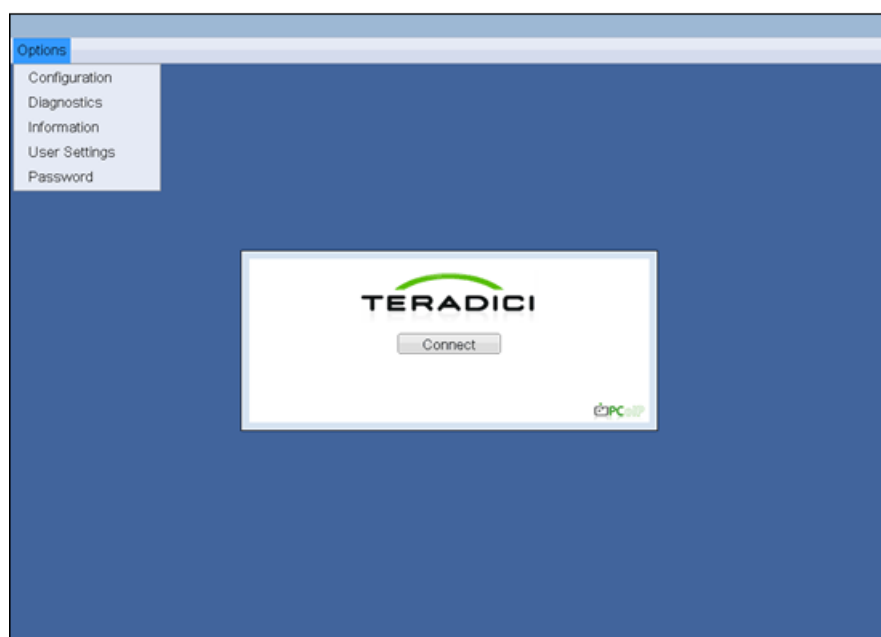 Options
Configuration
Diagnostics
Information
User Settings
Password
TERADICI
Connect
PCoIP